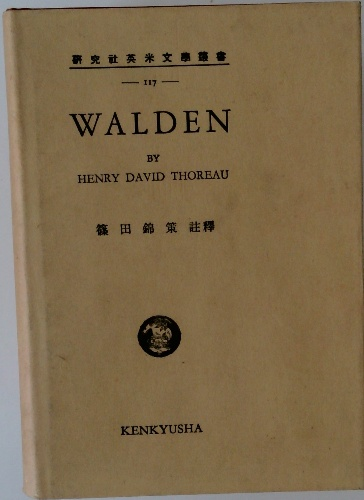 研究社英米文學叢書
— 117 —
WALDEN
BY
HENRY DAVID THOREAU
篠田錦策 註釋
KENKYUSHA